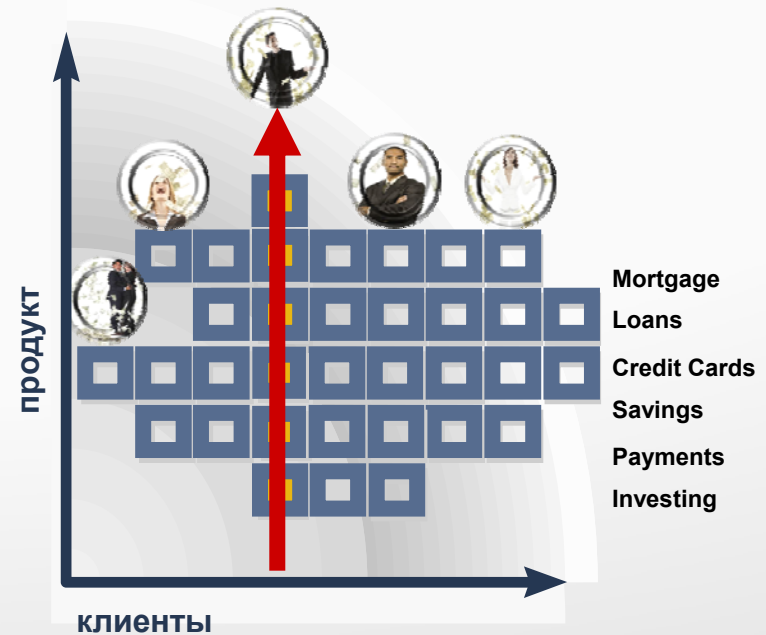 продукт
Mortgage
Loans
Credit Cards
Savings
Payments
Investing
клиенты